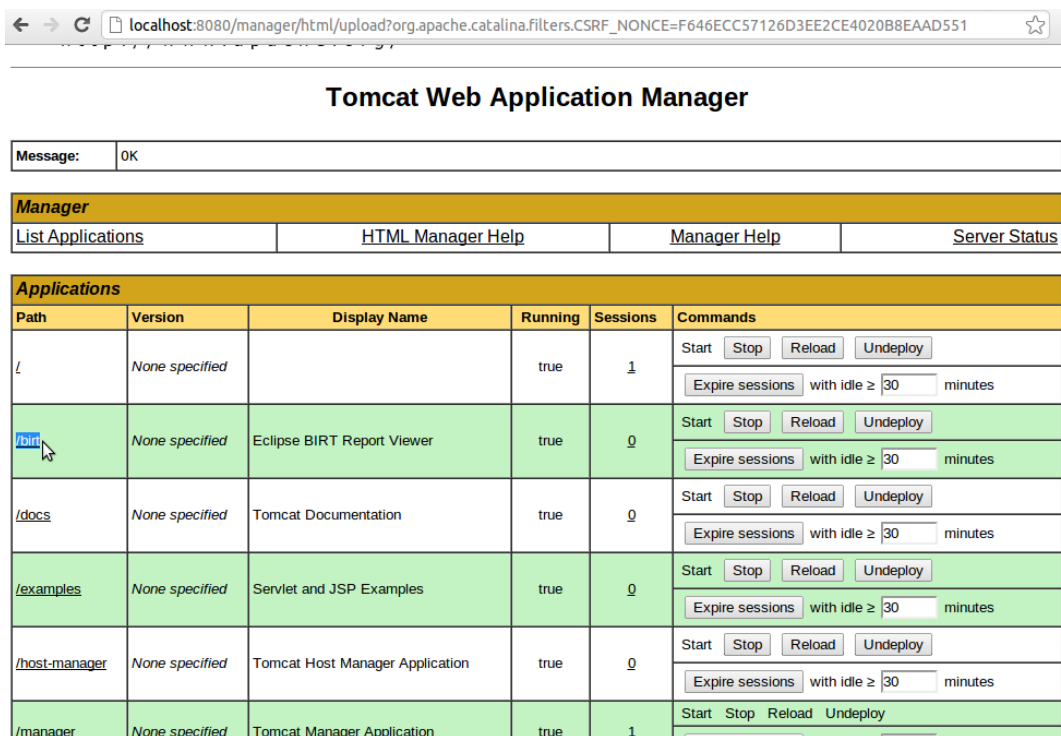 localhost:8080/manager/html/upload?org.apache.catalina.filters.CSRF_NONCE=F646ECC57126D3EE2CE4020B8EAAD551
Tomcat Web Application Manager
Message: OK
Manager
List Applications HTML Manager Help Manager Help Server Status
Applications
Path Version Display Name Running Sessions Commands
Start Stop Reload Undeploy
/ None specified true 1
Expire sessions with idle ≥ 30 minutes
Start Stop Reload Undeploy
/birt None specified Eclipse BIRT Report Viewer true 0
Expire sessions with idle ≥ 30 minutes
Start Stop Reload Undeploy
/docs None specified Tomcat Documentation true 0
Expire sessions with idle ≥ 30 minutes
Start Stop Reload Undeploy
/examples None specified Servlet and JSP Examples true 0
Expire sessions with idle ≥ 30 minutes
Start Stop Reload Undeploy
/host-manager None specified Tomcat Host Manager Application true 0
Expire sessions with idle ≥ 30 minutes
Start Stop Reload Undeploy
/manager None specified Tomcat Manager Application true 1